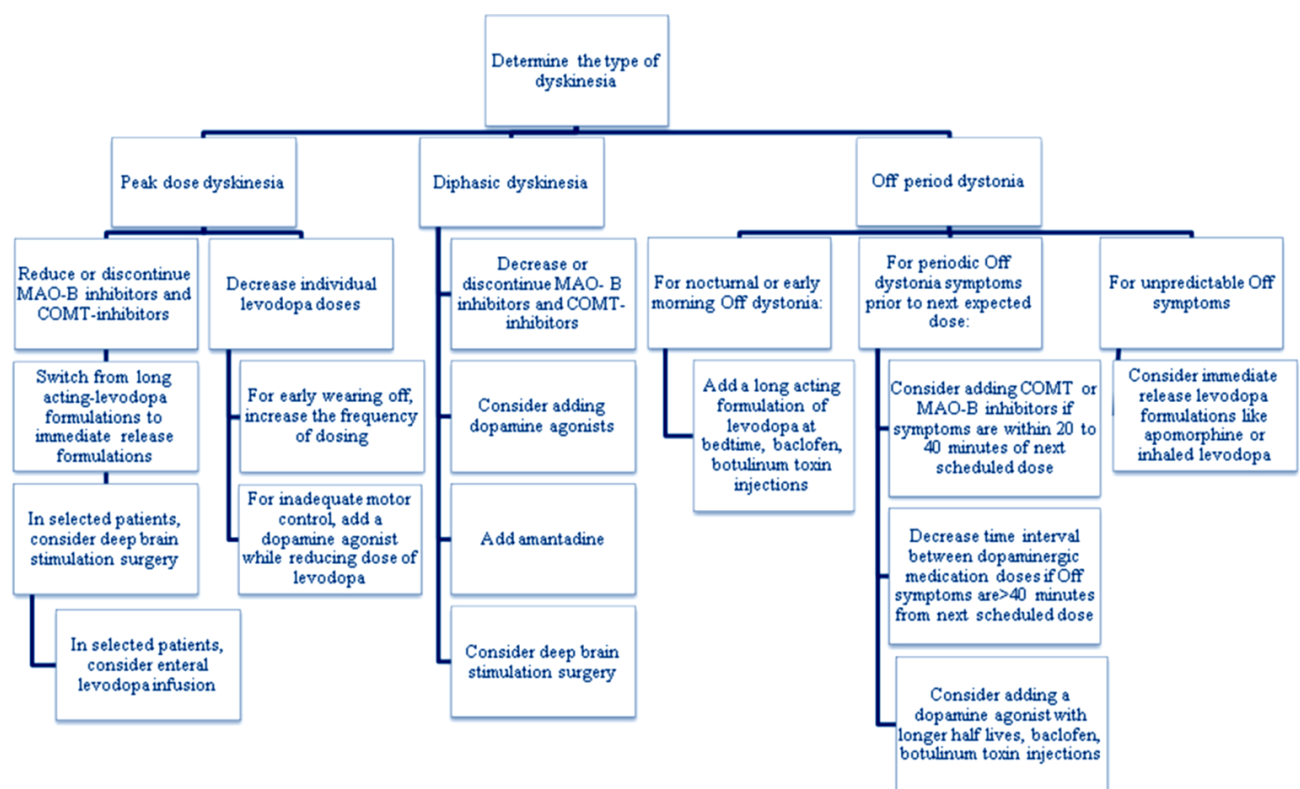 Determine the type of
dyskinesia
Peak dose dyskinesia
Diphasic dyskinesia
Off period dystonia
Reduce or discontinue
MAO-B inhibitors and
COMT-inhibitors
Switch from long
acting-levodopa
formulations to
immediate release
formulations
In selected patients,
consider deep brain
stimulation surgery
In selected patients,
consider enteral
levodopa infusion
Decrease individual
levodopa doses
For early wearing off,
increase the frequency
of dosing
For inadequate motor
control, add a
dopamine agonist
while reducing dose of
levodopa
Decrease or
discontinue MAO- B
inhibitors and COMT-
inhibitors
Consider adding
dopamine agonists
Add amantadine
Consider deep brain
stimulation surgery
For nocturnal or early
morning Off dystonia:
Add a long acting
formulation of
levodopa at
bedtime, baclofen,
botulinum toxin
injections
For periodic Off
dystonia symptoms
prior to next expected
dose:
Consider adding COMT or
MAO-B inhibitors if
symptoms are within 20 to
40 minutes of next
scheduled dose
Decrease time interval
between dopaminergic
medication doses if Off
symptoms are>40 minutes
from next scheduled dose
Consider adding a
dopamine agonist with
longer half lives, baclofen,
botulinum toxin injections
For unpredictable Off
symptoms
Consider immediate
release levodopa
formulations like
apomorphine or
inhaled levodopa